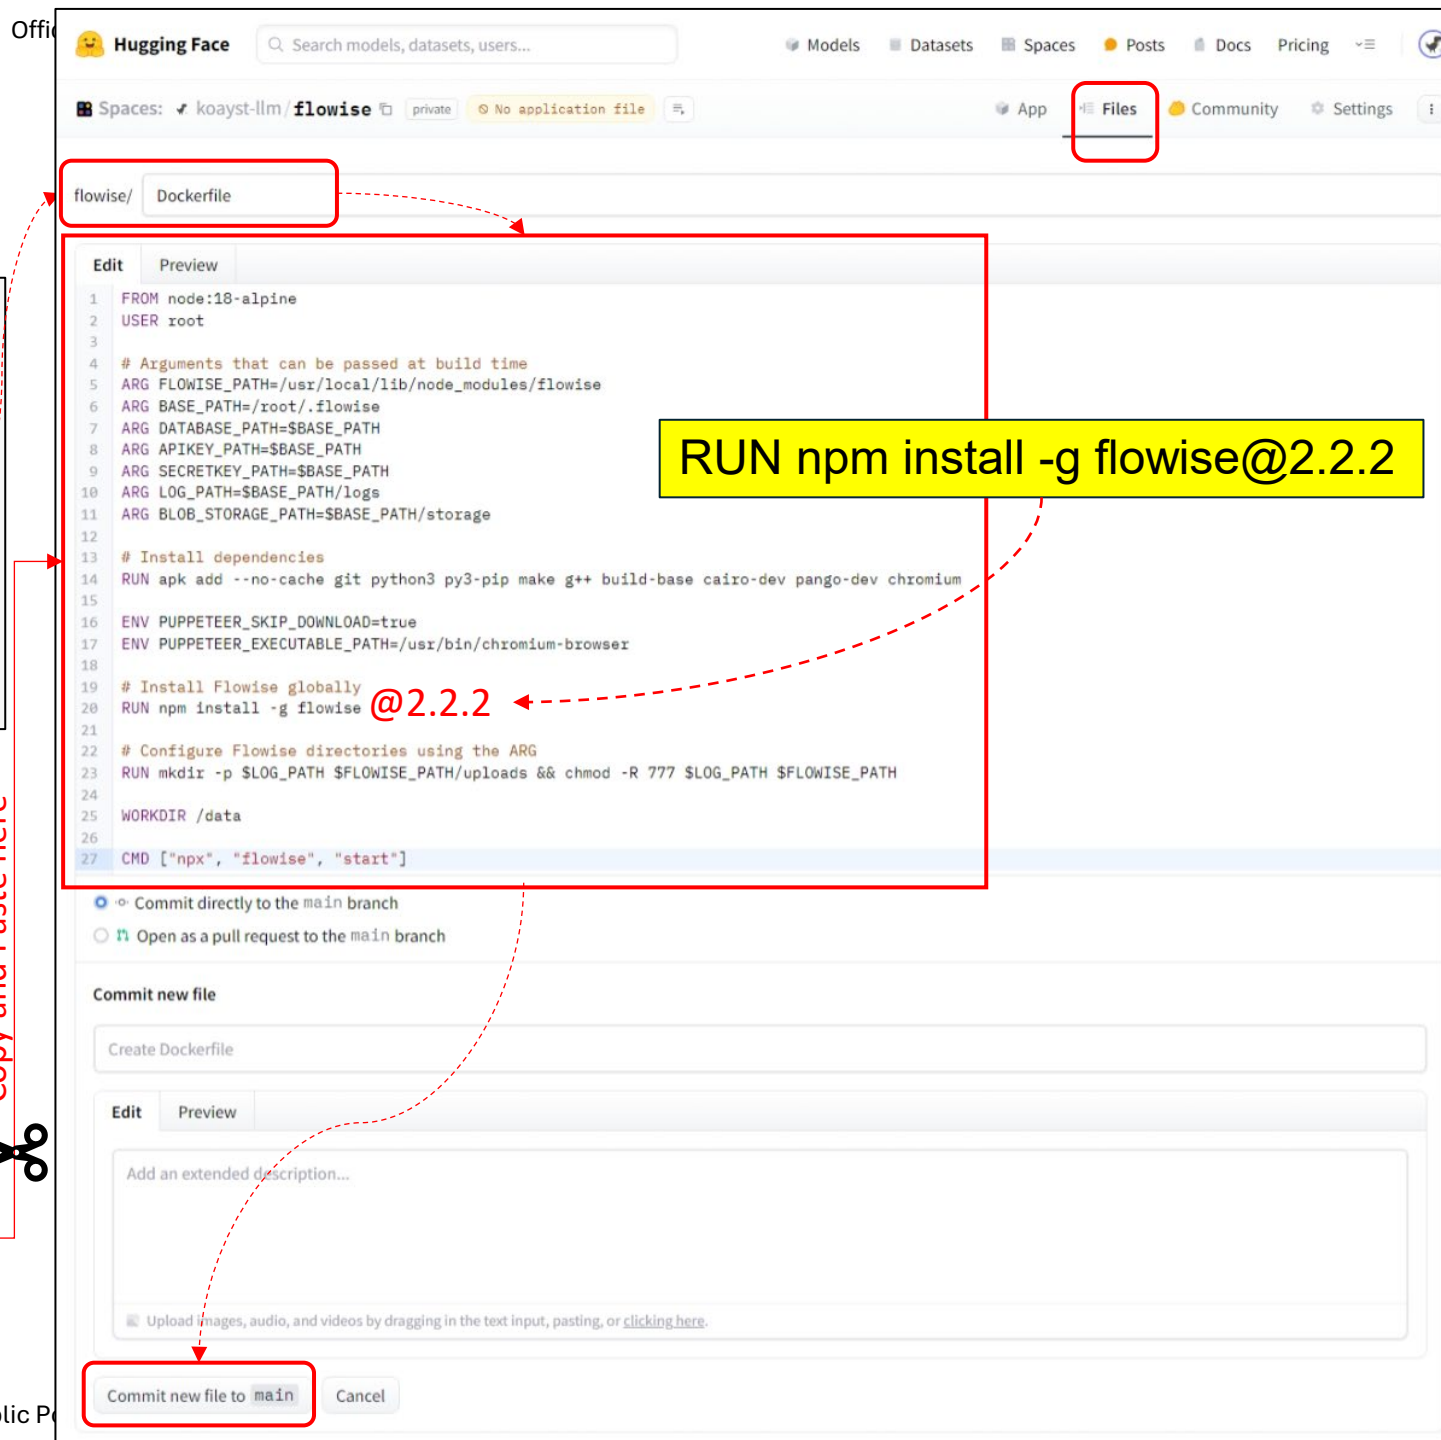 Offi
Hugging Face
Search models, datasets, users...
Models
Datasets
Spaces
Posts
Docs
Pricing
Spaces: koayst-llm/flowise
private
No application file
App
Files
Community
Settings
flowise/
Dockerfile
Edit
Preview
1 FROM node:18-alpine
2 USER root
3
4 # Arguments that can be passed at build time
5 ARG FLOWISE_PATH=/usr/local/lib/node_modules/flowise
6 ARG BASE_PATH=/root/.flowise
7 ARG DATABASE_PATH=$BASE_PATH
8 ARG APIKEY_PATH=$BASE_PATH
9 ARG SECRETKEY_PATH=$BASE_PATH
10 ARG LOG_PATH=$BASE_PATH/logs
11 ARG BLOB_STORAGE_PATH=$BASE_PATH/storage
12
13 # Install dependencies
14 RUN apk add --no-cache git python3 py3-pip make g++ build-base cairo-dev pango-dev chromium
15
16 ENV PUPPETEER_SKIP_DOWNLOAD=true
17 ENV PUPPETEER_EXECUTABLE_PATH=/usr/bin/chromium-browser
18
19 # Install Flowise globally
20 RUN npm install -g flowise @2.2.2
21
22 # Configure Flowise directories using the ARG
23 RUN mkdir -p $LOG_PATH $FLOWISE_PATH/uploads && chmod -R 777 $LOG_PATH $FLOWISE_PATH
24
25 WORKDIR /data
26
27 CMD ["npx", "flowise", "start"]
RUN npm install -g flowise@2.2.2
Copy and Paste here
Commit directly to the main branch
Open as a pull request to the main branch
Commit new file
Create Dockerfile
Edit
Preview
Add an extended description...
Upload images, audio, and videos by dragging in the text input, pasting, or clicking here.
Commit new file to main
Cancel
lic P